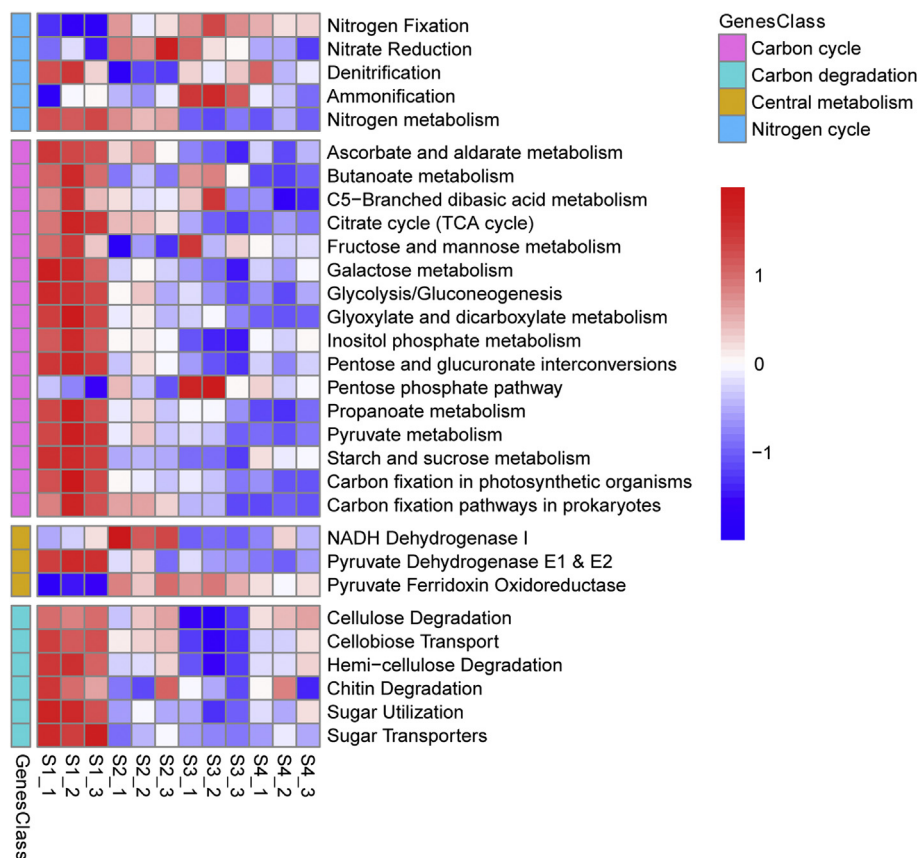 Nitrogen Fixation
Nitrate Reduction
Denitrification
Ammonification
Nitrogen metabolism
Ascorbate and aldarate metabolism
Butanoate metabolism
C5−Branched dibasic acid metabolism
Citrate cycle (TCA cycle)
Fructose and mannose metabolism
Galactose metabolism
Glycolysis/Gluconeogenesis
Glyoxylate and dicarboxylate metabolism
Inositol phosphate metabolism
Pentose and glucuronate interconversions
Pentose phosphate pathway
Propanoate metabolism
Pyruvate metabolism
Starch and sucrose metabolism
Carbon fixation in photosynthetic organisms
Carbon fixation pathways in prokaryotes
NADH Dehydrogenase I
Pyruvate Dehydrogenase E1 & E2
Pyruvate Ferridoxin Oxidoreductase
Cellulose Degradation
Cellobiose Transport
Hemi−cellulose Degradation
Chitin Degradation
Sugar Utilization
Sugar Transporters
GenesClass
S1_1
S1_2
S1_3
S2_1
S2_2
S2_3
S3_1
S3_2
S3_3
S4_1
S4_2
S4_3
GenesClass
Carbon cycle
Carbon degradation
Central metabolism
Nitrogen cycle
1
0
−1